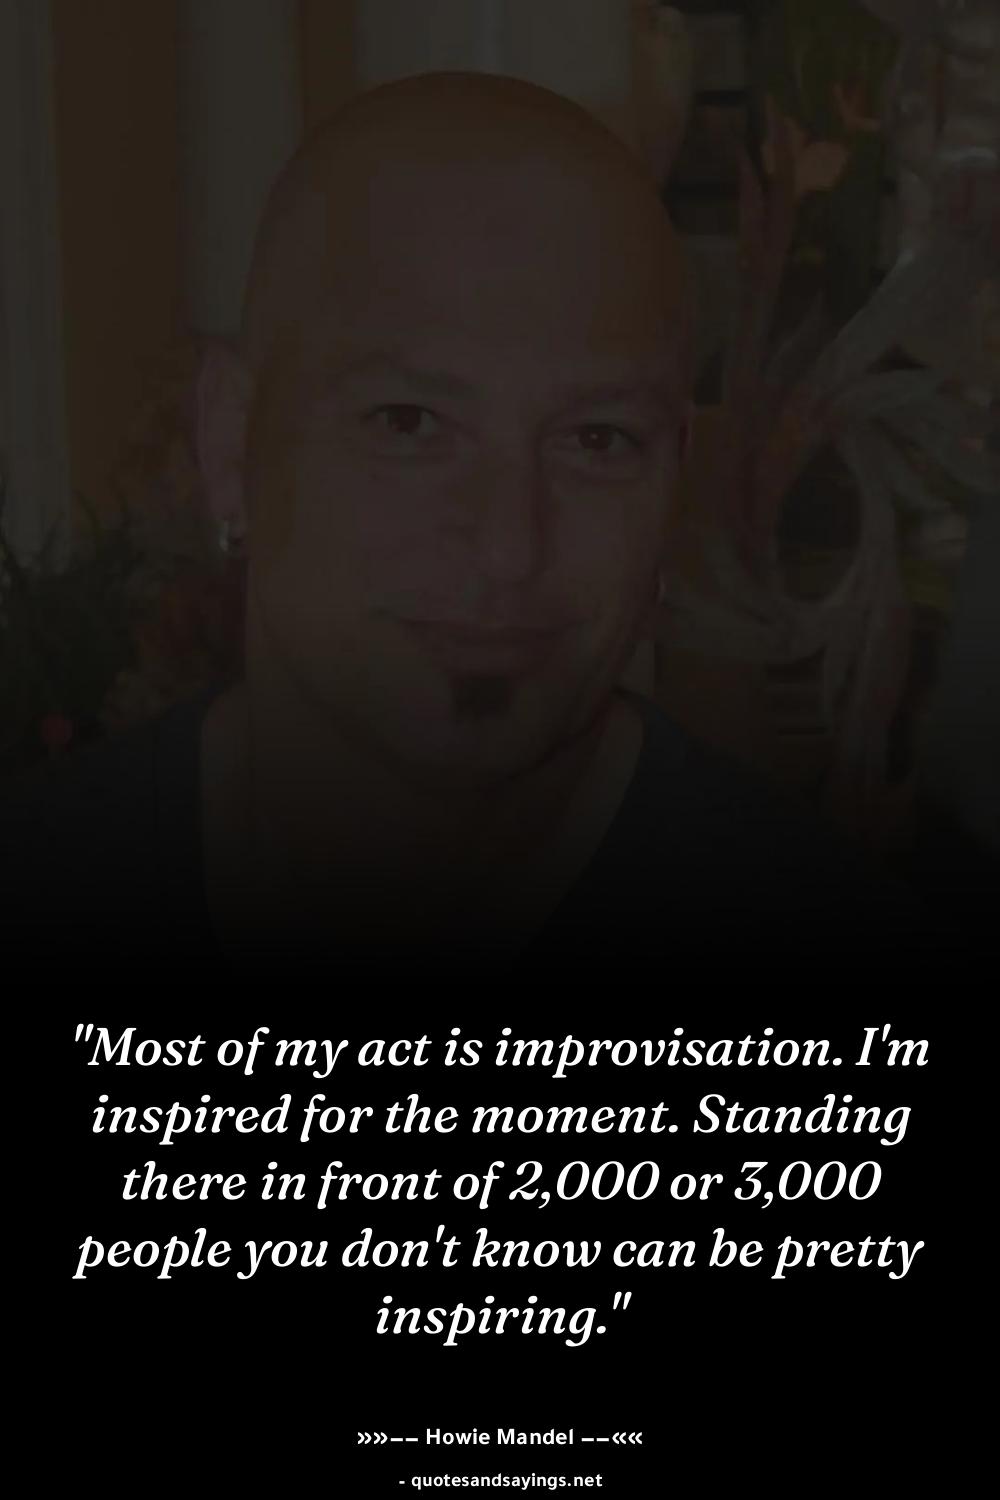 "Most of my act is improvisation. I'm
inspired for the moment. Standing
there in front of 2,000 or 3,000
people you don't know can be pretty
inspiring."
»»−− Howie Mandel −−««
- quotesandsayings.net